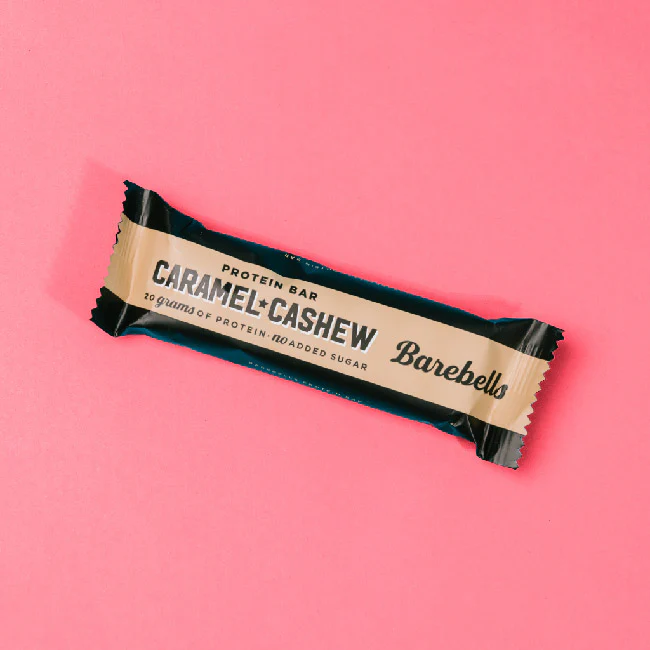 PROTEIN BAR
CARAMEL★CASHEW
20 grams OF PROTEIN · no ADDED SUGAR
Barebells